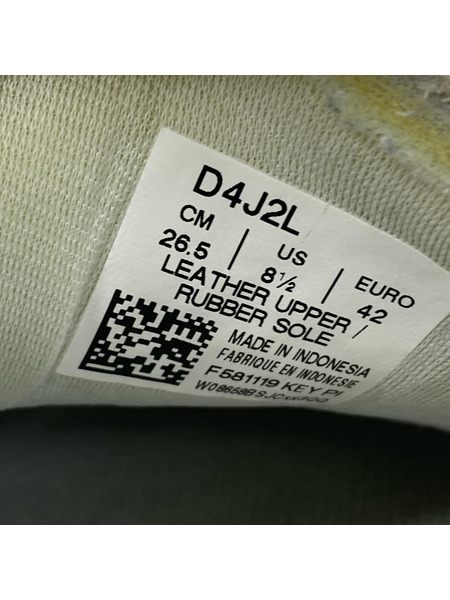 D4J2L
CM | US | EURO
26.5 | 8½ | 42
LEATHER UPPER /
RUBBER SOLE
MADE IN INDONESIA
FABRIQUE EN INDONESIE
F581119 KEY PI